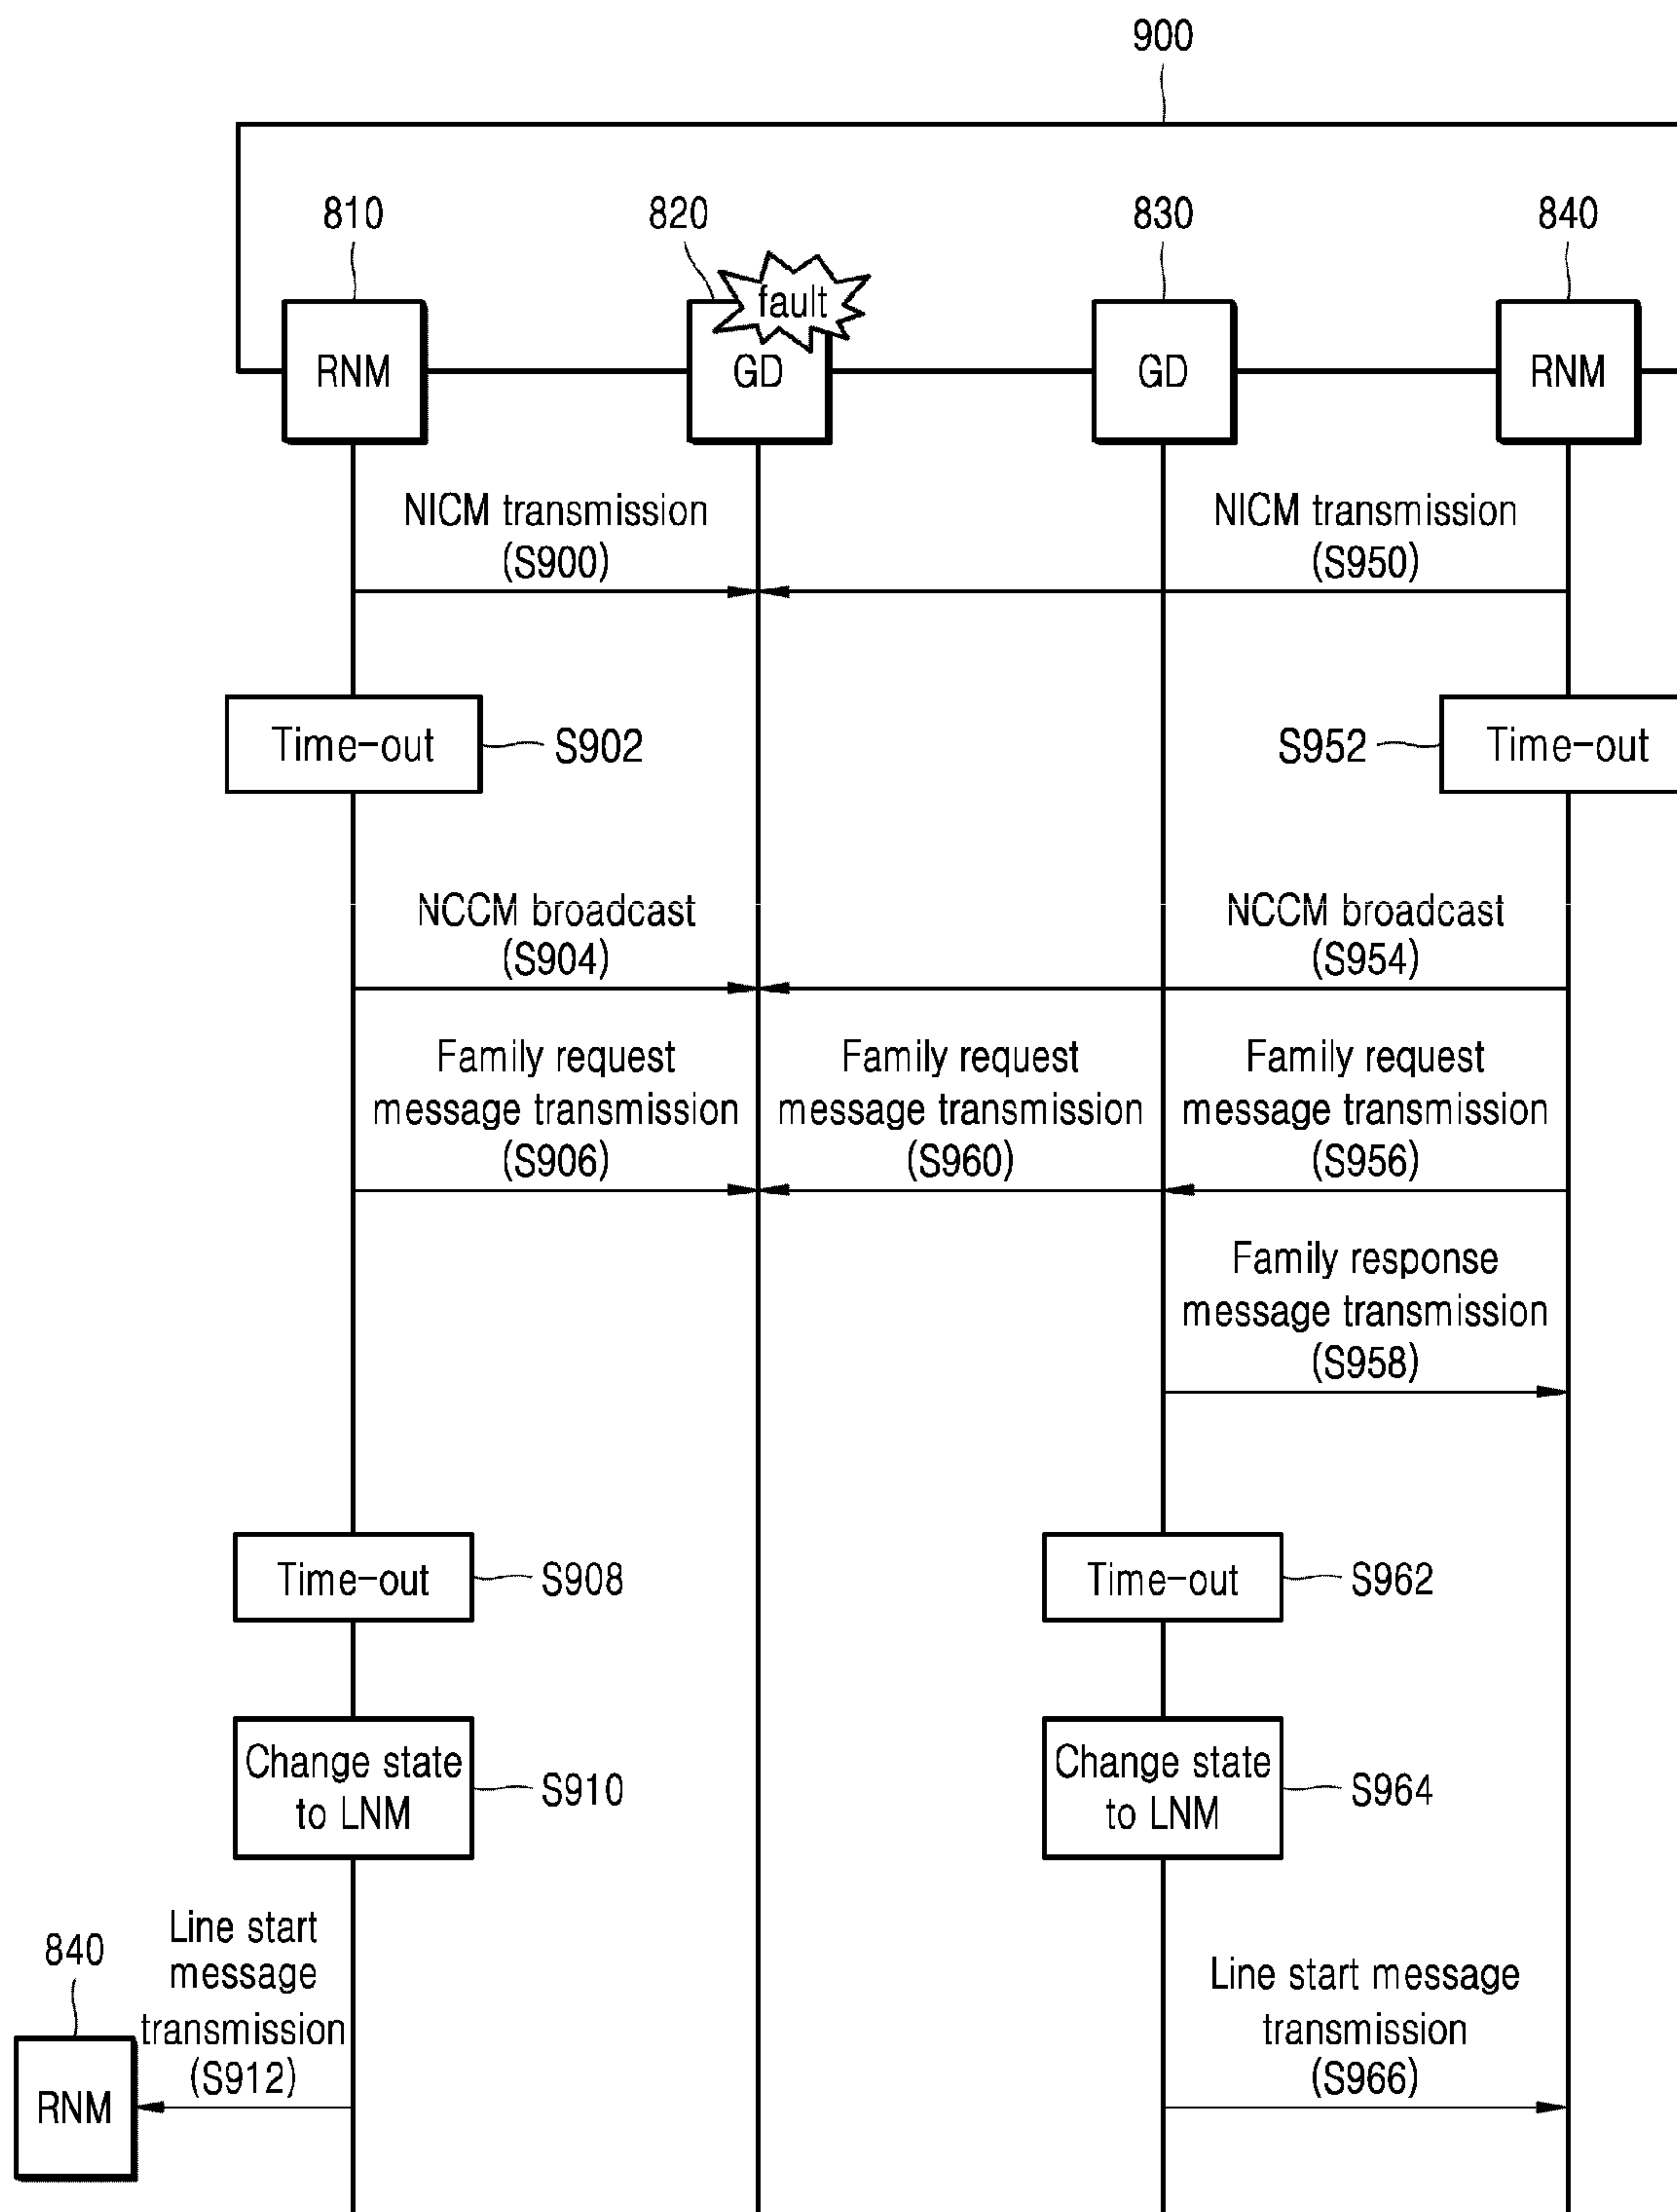 900
810
820
830
840
fault
RNM
GD
GD
RNM
NICM transmission
(S900)
NICM transmission
(S950)
Time-out
S902
S952
Time-out
NCCM broadcast
(S904)
NCCM broadcast
(S954)
Family request
message transmission
(S906)
Family request
message transmission
(S960)
Family request
message transmission
(S956)
Family response
message transmission
(S958)
Time-out
S908
Time-out
S962
Change state
to LNM
S910
Change state
to LNM
S964
840
RNM
Line start
message
transmission
(S912)
Line start message
transmission
(S966)